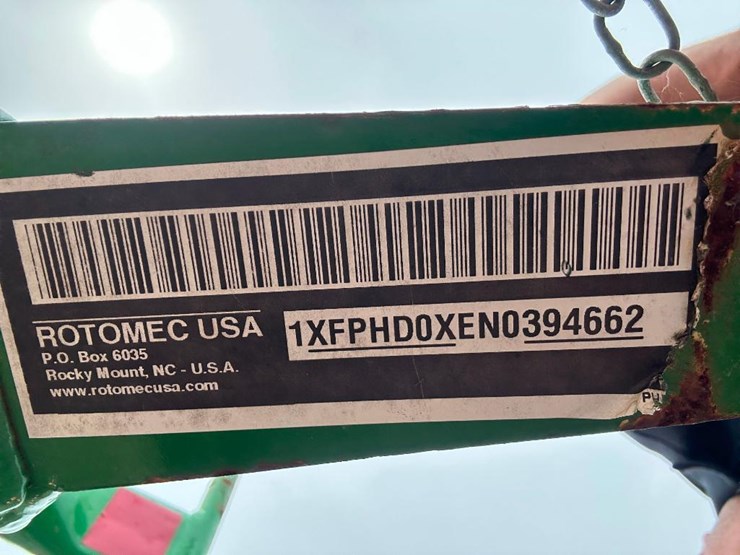 ROTOMEC USA
P.O. Box 6035
Rocky Mount, NC - U.S.A.
www.rotomecusa.com
1XFPHD0XEN0394662